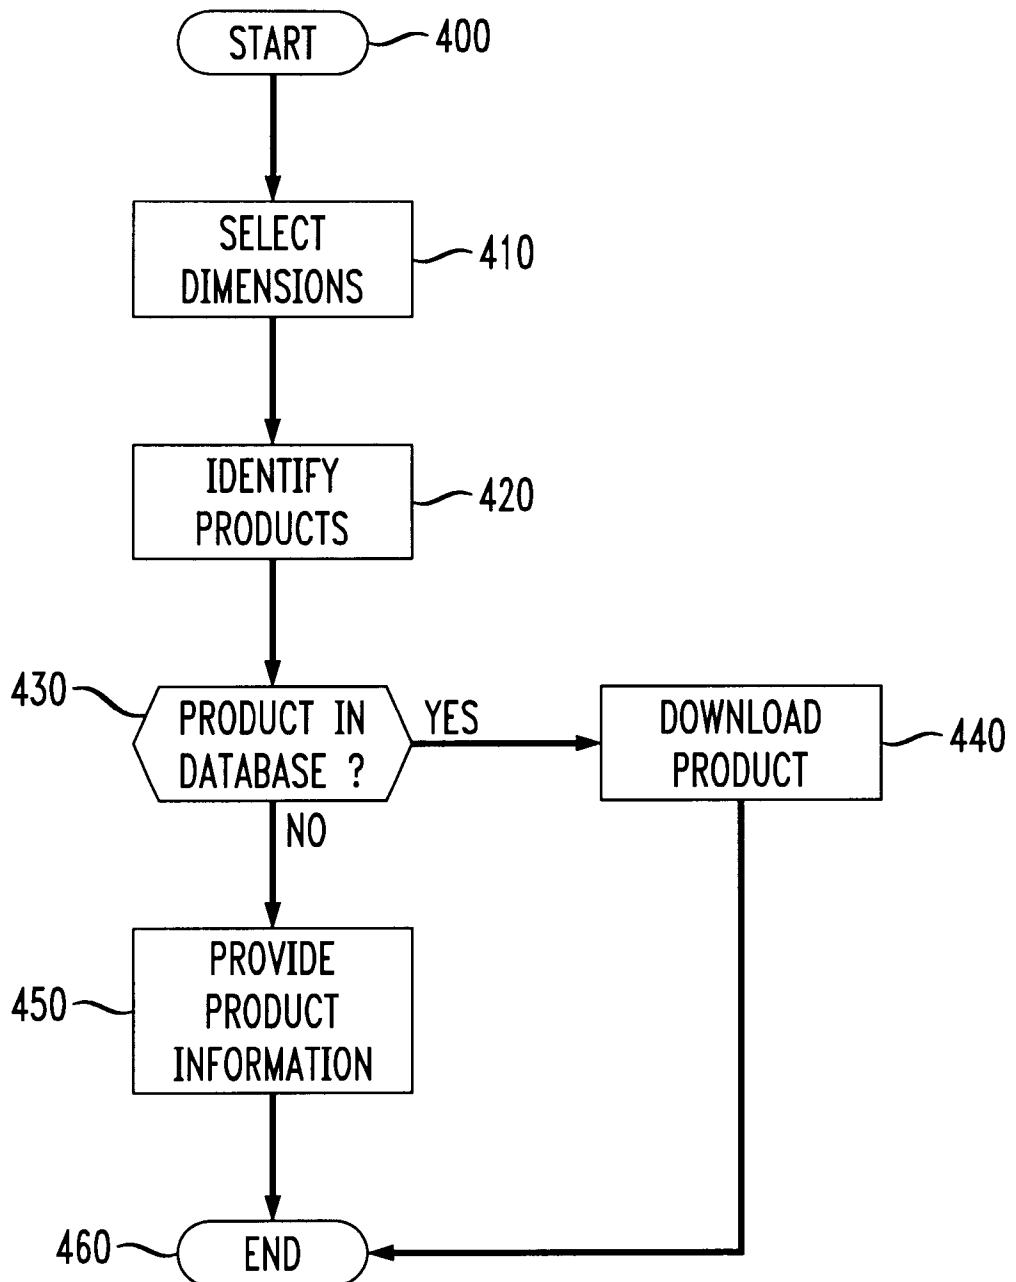 START
400
SELECT
DIMENSIONS
410
IDENTIFY
PRODUCTS
420
430
PRODUCT IN
DATABASE ?
YES
DOWNLOAD
PRODUCT
440
NO
PROVIDE
PRODUCT
INFORMATION
450
END
460